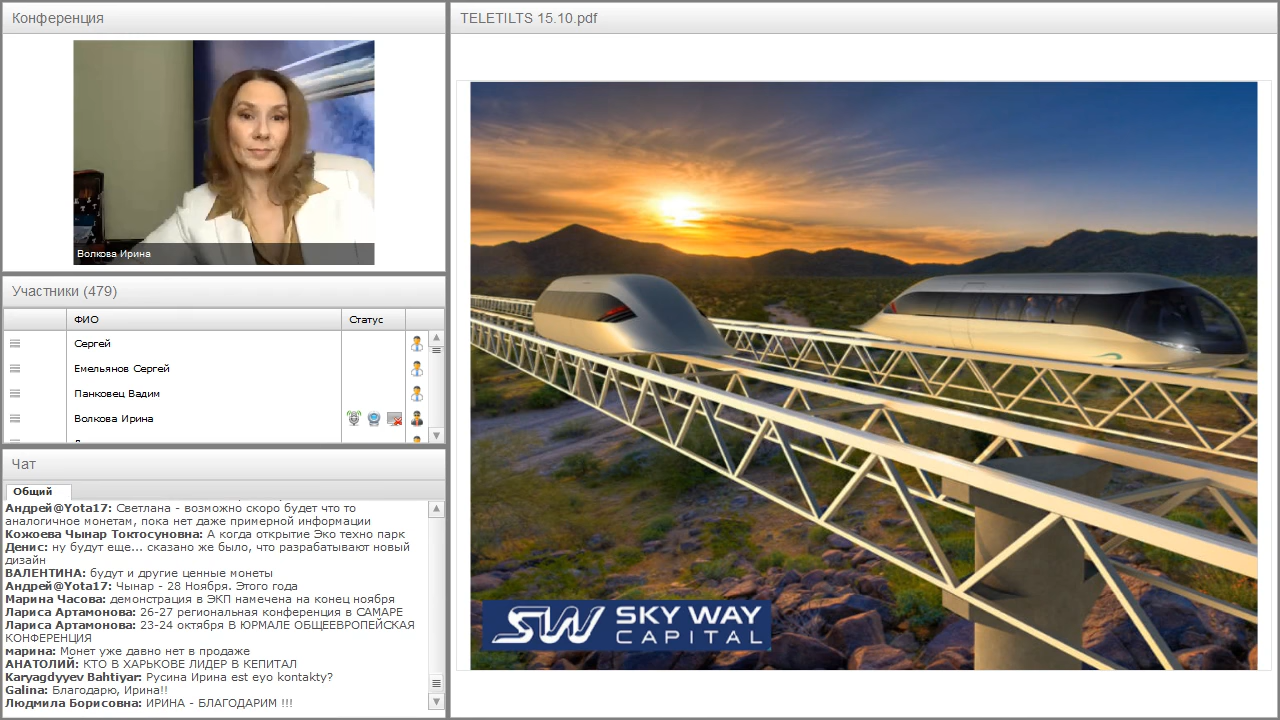 Конференция
Волкова Ирина
Участники (479)
ФИО
Статус
Сергей
Емельянов Сергей
Панковец Вадим
Волкова Ирина
Чат
Общий
Андрей@Yota17: Светлана - возможно скоро будет что то
аналогичное монетам, пока нет даже примерной информации
Кожоева Чынар Токтосуновна: А когда открытие Эко техно парк
Денис: ну будут еще... сказано же было, что разрабатывают новый
дизайн
ВАЛЕНТИНА: будут и другие ценные монеты
Андрей@Yota17: Чынар - 28 Ноября. Этого года
Марина Часова: демонстрация в ЭКП намечена на конец ноября
Лариса Артамонова: 26-27 региональная конференция в САМАРЕ
Лариса Артамонова: 23-24 октября В ЮРМАЛЕ ОБЩЕЕВРОПЕЙСКАЯ
КОНФЕРЕНЦИЯ
марина: Монет уже давно нет в продаже
АНАТОЛИЙ: КТО В ХАРЬКОВЕ ЛИДЕР В КЕПИТАЛ
Karyagdyyev Bahtiyar: Русина Ирина est eyo kontakty?
Galina: Благодарю, Ирина!!
Людмила Борисовна: ИРИНА - БЛАГОДАРИМ !!!
TELETILTS 15.10.pdf
SW SKY WAY
CAPITAL